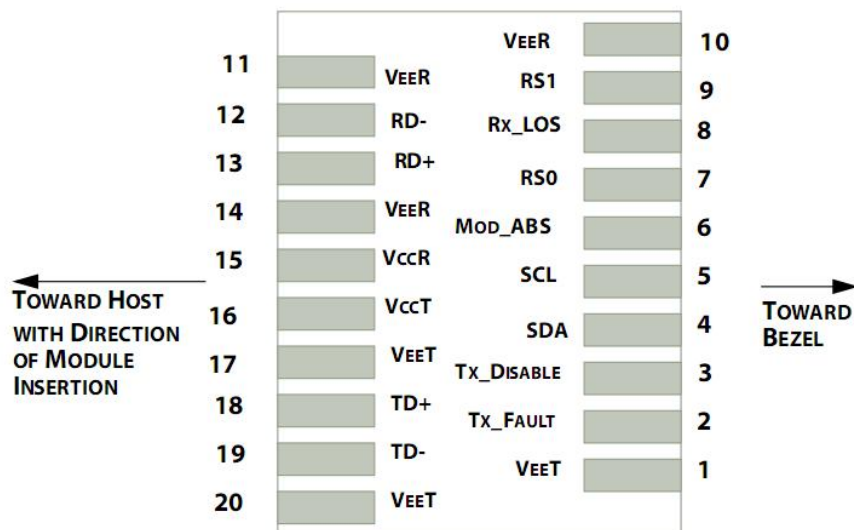 11 VEER
12 RD-
13 RD+
14 VEER
15 VCCR
16 VCCT
17 VEET
18 TD+
19 TD-
20 VEET
VEER 10
RS1 9
RX_LOS 8
RS0 7
MOD_ABS 6
SCL 5
SDA 4
TX_DISABLE 3
TX_FAULT 2
VEET 1
TOWARD HOST
WITH DIRECTION
OF MODULE
INSERTION
TOWARD
BEZEL